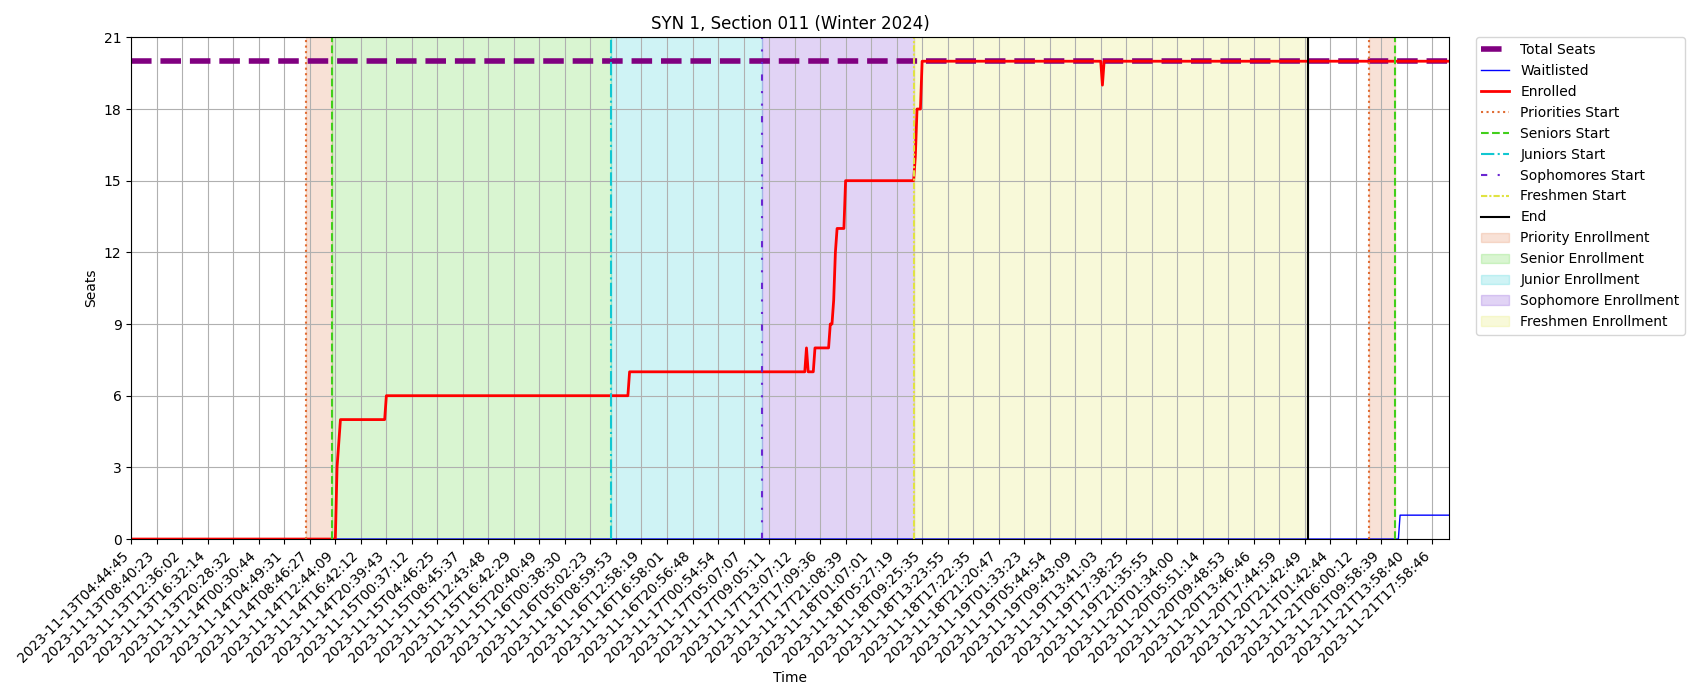 SYN 1, Section 011 (Winter 2024)
21
18
15
12
9
6
3
0
Seats
2023-11-13T04:44:45
2023-11-13T08:40:23
2023-11-13T12:36:02
2023-11-13T16:32:14
2023-11-13T20:28:32
2023-11-14T00:30:44
2023-11-14T04:49:31
2023-11-14T08:46:27
2023-11-14T12:44:09
2023-11-14T16:42:12
2023-11-14T20:39:43
2023-11-15T00:37:12
2023-11-15T04:46:25
2023-11-15T08:45:37
2023-11-15T12:43:48
2023-11-15T16:42:29
2023-11-15T20:40:49
2023-11-16T00:38:30
2023-11-16T05:02:23
2023-11-16T08:59:53
2023-11-16T12:58:19
2023-11-16T16:58:01
2023-11-16T20:56:48
2023-11-17T00:54:54
2023-11-17T05:07:07
2023-11-17T09:05:11
2023-11-17T13:07:12
2023-11-17T17:09:36
2023-11-17T21:08:39
2023-11-18T01:07:01
2023-11-18T05:27:19
2023-11-18T09:25:35
2023-11-18T13:23:55
2023-11-18T17:22:35
2023-11-18T21:20:47
2023-11-19T01:33:23
2023-11-19T05:44:54
2023-11-19T09:43:09
2023-11-19T13:41:03
2023-11-19T17:38:25
2023-11-19T21:35:55
2023-11-20T01:34:00
2023-11-20T05:51:14
2023-11-20T09:48:53
2023-11-20T13:46:46
2023-11-20T17:44:59
2023-11-20T21:42:49
2023-11-21T01:42:44
2023-11-21T06:00:12
2023-11-21T09:58:39
2023-11-21T13:58:40
2023-11-21T17:58:46
Time
Total Seats
Waitlisted
Enrolled
Priorities Start
Seniors Start
Juniors Start
Sophomores Start
Freshmen Start
End
Priority Enrollment
Senior Enrollment
Junior Enrollment
Sophomore Enrollment
Freshmen Enrollment